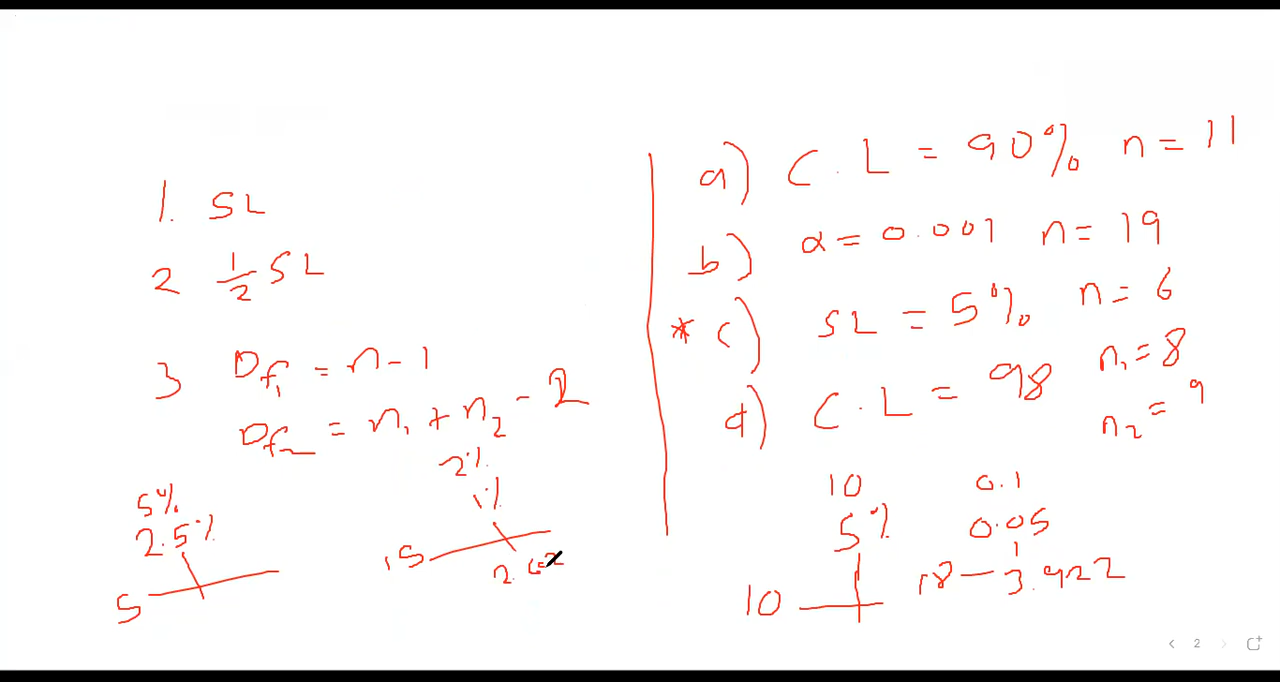 1. SL
2 1/2 SL
3 Df₁ = n - 1
Df₂ = n₁ + n₂ - 2
5%
2.5%
5
2%
1%
15
a) C.L = 90% n = 11
b) α = 0.001 n = 19
* c) SL = 5% n = 6
d) C.L = 98 n₁ = 8
n₂ = 9
10 0.1
5% 0.05
10
18 — 3.922
2